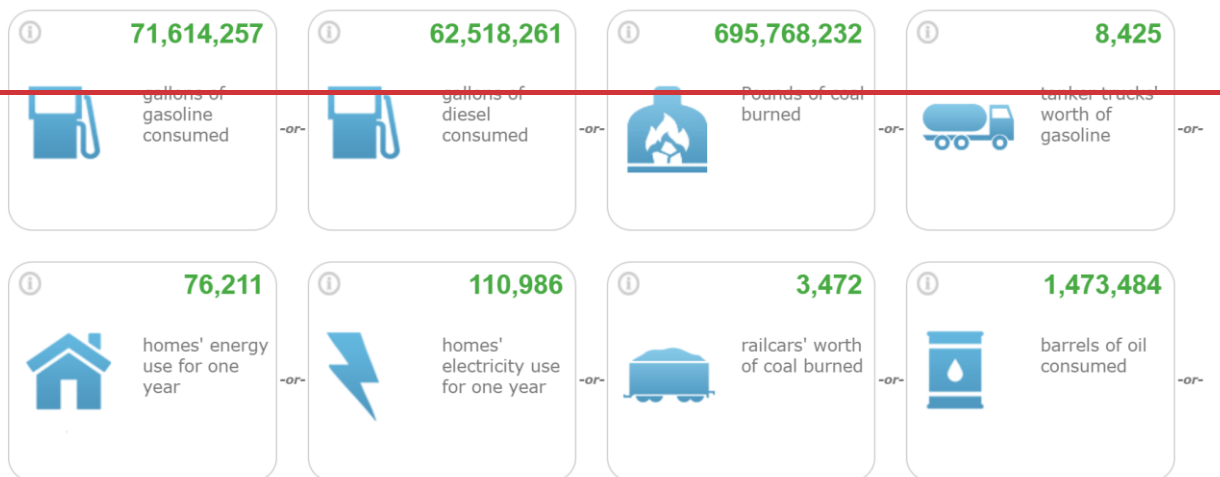 71,614,257
gallons of
gasoline
consumed
-or-
62,518,261
gallons of
diesel
consumed
-or-
695,768,232
Pounds of coal
burned
-or-
8,425
tanker trucks'
worth of
gasoline
-or-
76,211
homes' energy
use for one
year
-or-
110,986
homes'
electricity use
for one year
-or-
3,472
railcars' worth
of coal burned
-or-
1,473,484
barrels of oil
consumed
-or-